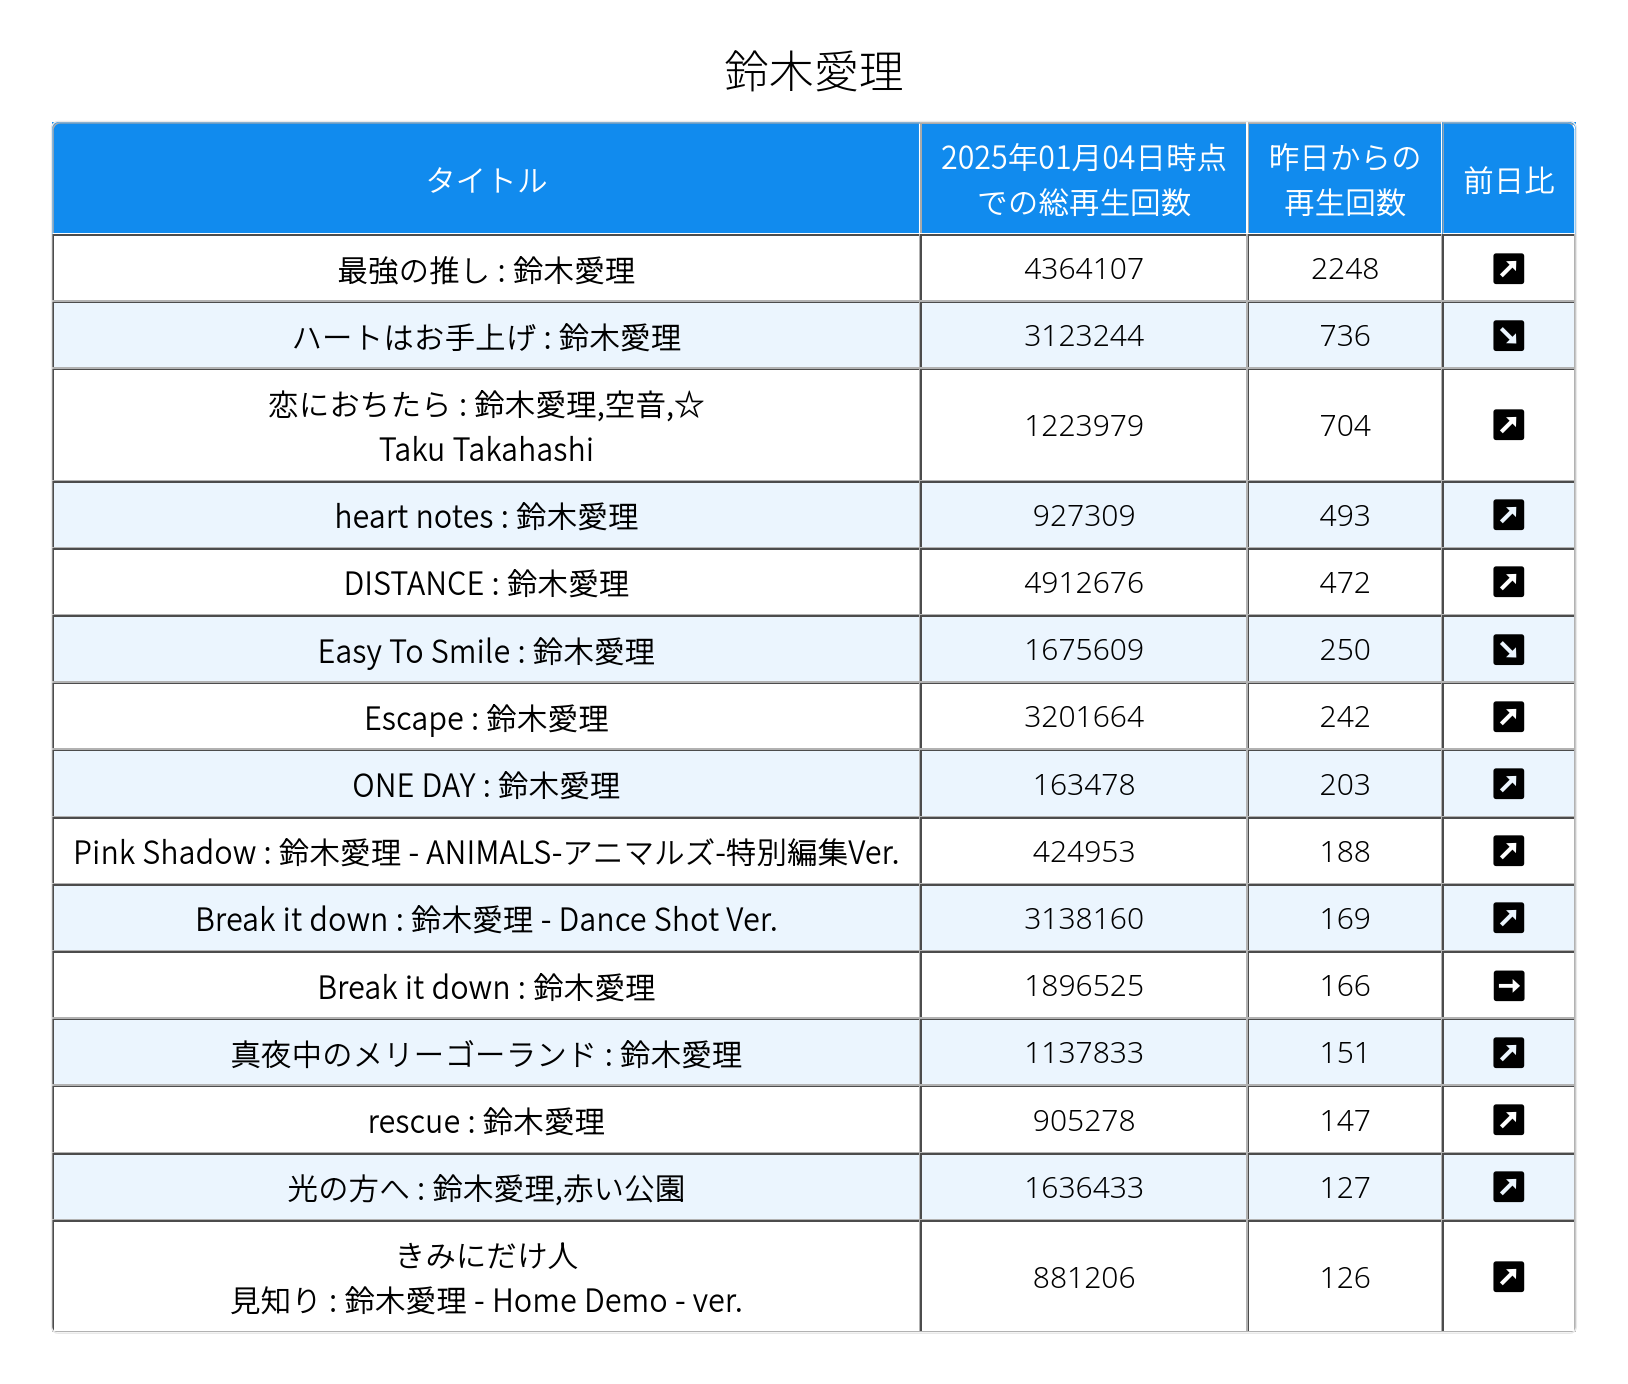 鈴木愛理
タイトル
2025年01月04日時点
での総再生回数
昨日からの
再生回数
前日比
最強の推し : 鈴木愛理 4364107 2248
ハートはお手上げ : 鈴木愛理 3123244 736
恋におちたら : 鈴木愛理,空音,☆
Taku Takahashi
1223979 704
heart notes : 鈴木愛理 927309 493
DISTANCE : 鈴木愛理 4912676 472
Easy To Smile : 鈴木愛理 1675609 250
Escape : 鈴木愛理 3201664 242
ONE DAY : 鈴木愛理 163478 203
Pink Shadow : 鈴木愛理 - ANIMALS-アニマルズ-特別編集Ver. 424953 188
Break it down : 鈴木愛理 - Dance Shot Ver. 3138160 169
Break it down : 鈴木愛理 1896525 166
真夜中のメリーゴーランド : 鈴木愛理 1137833 151
rescue : 鈴木愛理 905278 147
光の方へ : 鈴木愛理,赤い公園 1636433 127
きみにだけ人
見知り : 鈴木愛理 - Home Demo - ver.
881206 126